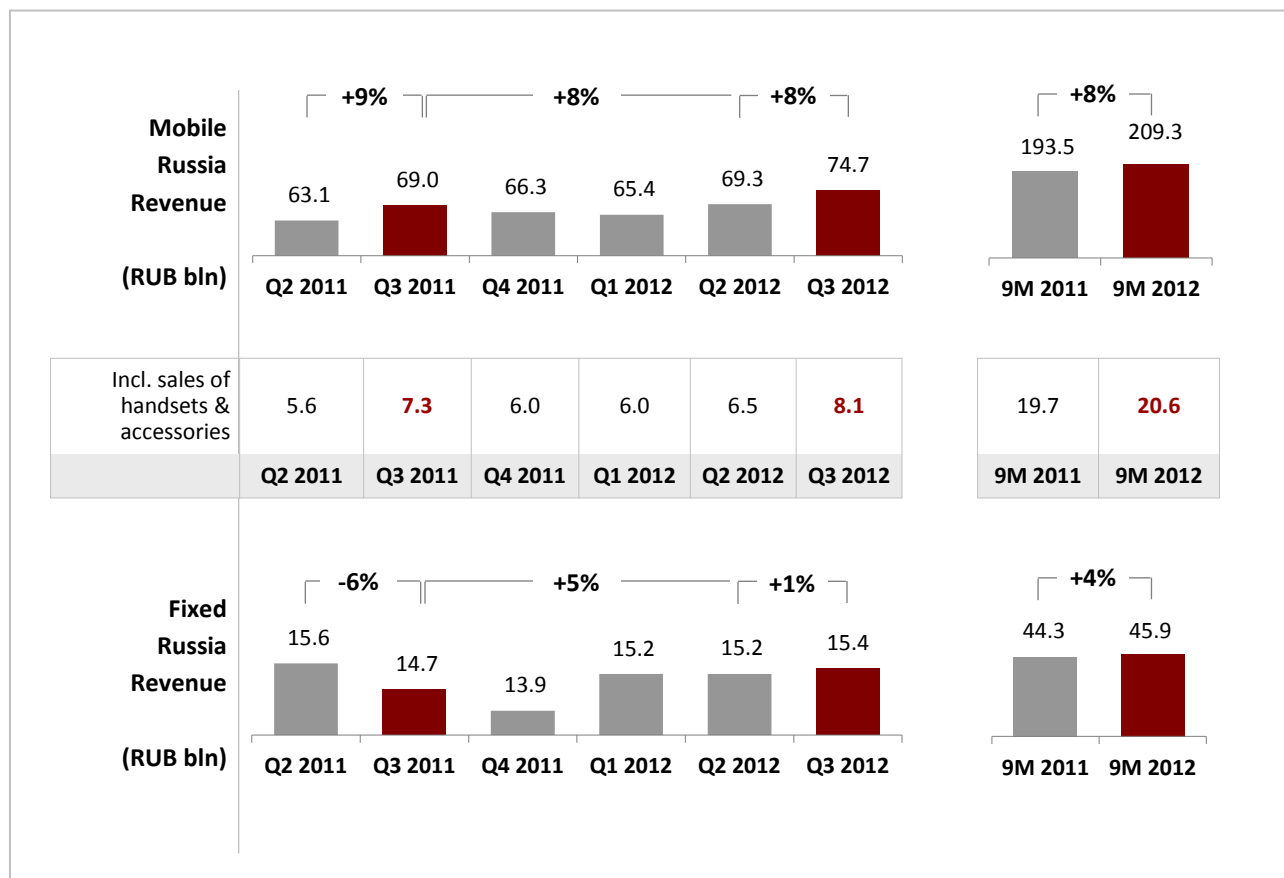 +9% +8% +8% +8%
Mobile
Russia
Revenue
(RUB bln)
63.1 69.0 66.3 65.4 69.3 74.7 193.5 209.3
Q2 2011 Q3 2011 Q4 2011 Q1 2012 Q2 2012 Q3 2012 9M 2011 9M 2012
Incl. sales of
handsets &
accessories
5.6 7.3 6.0 6.0 6.5 8.1 19.7 20.6
Q2 2011 Q3 2011 Q4 2011 Q1 2012 Q2 2012 Q3 2012 9M 2011 9M 2012
-6% +5% +1% +4%
Fixed
Russia
Revenue
(RUB bln)
15.6 14.7 13.9 15.2 15.2 15.4 44.3 45.9
Q2 2011 Q3 2011 Q4 2011 Q1 2012 Q2 2012 Q3 2012 9M 2011 9M 2012